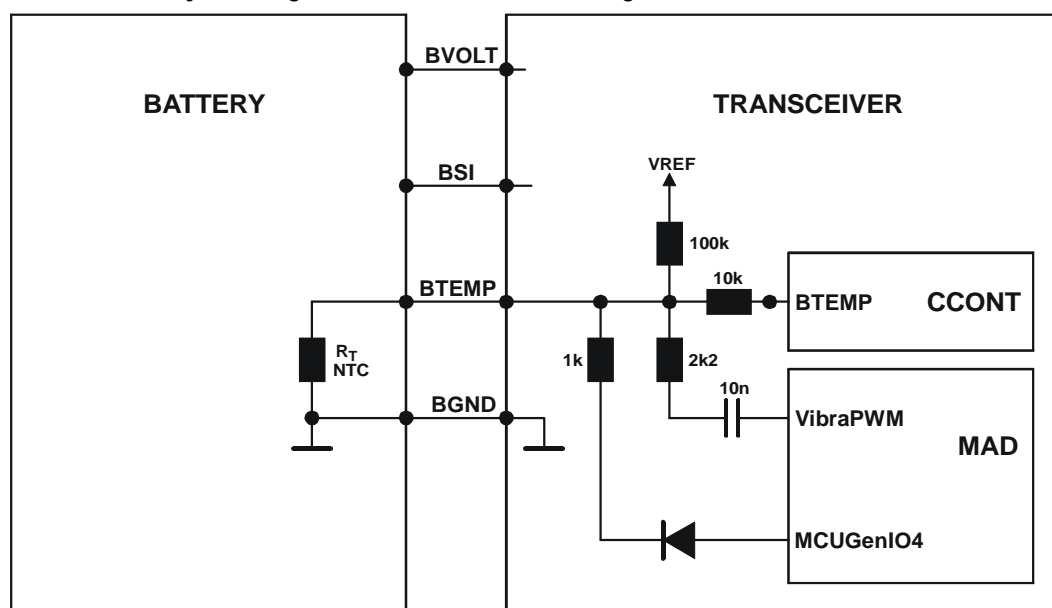 BVOLT
BATTERY
TRANSCEIVER
BSI
VREF
100k
BTEMP
10k
BTEMP
CCONT
RT
NTC
1k
2k2
10n
BGND
VibraPWM
MAD
MCUGenIO4